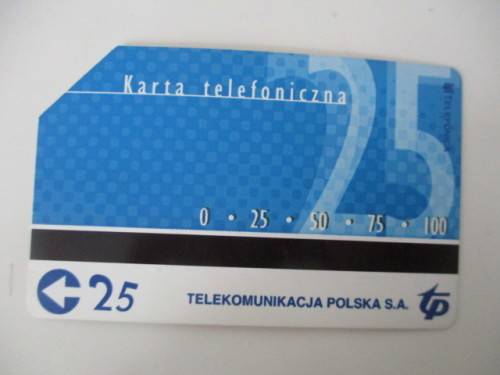 Karta telefoniczna
25
0 • 25 • 50 • 75 • 100
25 TELEKOMUNIKACJA POLSKA S.A. tp